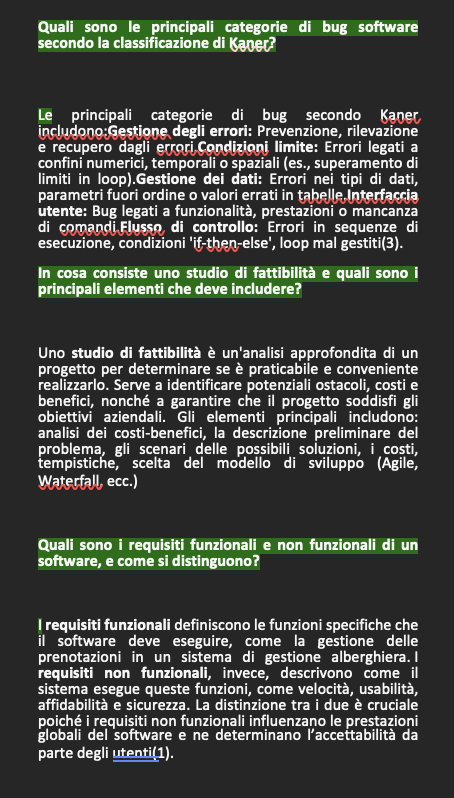 Quali sono le principali categorie di bug software
secondo la classificazione di Kaner?
Le principali categorie di bug secondo Kaner
includono:Gestione degli errori: Prevenzione, rilevazione
e recupero dagli errori.Condizioni limite: Errori legati a
confini numerici, temporali o spaziali (es., superamento di
limiti in loop).Gestione dei dati: Errori nei tipi di dati,
parametri fuori ordine o valori errati in tabelle.Interfaccia
utente: Bug legati a funzionalità, prestazioni o mancanza
di comandi.Flusso di controllo: Errori in sequenze di
esecuzione, condizioni 'if-then-else', loop mal gestiti(3).
In cosa consiste uno studio di fattibilità e quali sono i
principali elementi che deve includere?
Uno studio di fattibilità è un'analisi approfondita di un
progetto per determinare se è praticabile e conveniente
realizzarlo. Serve a identificare potenziali ostacoli, costi e
benefici, nonché a garantire che il progetto soddisfi gli
obiettivi aziendali. Gli elementi principali includono:
analisi dei costi-benefici, la descrizione preliminare del
problema, gli scenari delle possibili soluzioni, i costi,
tempistiche, scelta del modello di sviluppo (Agile,
Waterfall, ecc.)
Quali sono i requisiti funzionali e non funzionali di un
software, e come si distinguono?
I requisiti funzionali definiscono le funzioni specifiche che
il software deve eseguire, come la gestione delle
prenotazioni in un sistema di gestione alberghiera. I
requisiti non funzionali, invece, descrivono come il
sistema esegue queste funzioni, come velocità, usabilità,
affidabilità e sicurezza. La distinzione tra i due è cruciale
poiché i requisiti non funzionali influenzano le prestazioni
globali del software e ne determinano l’accettabilità da
parte degli utenti(1).